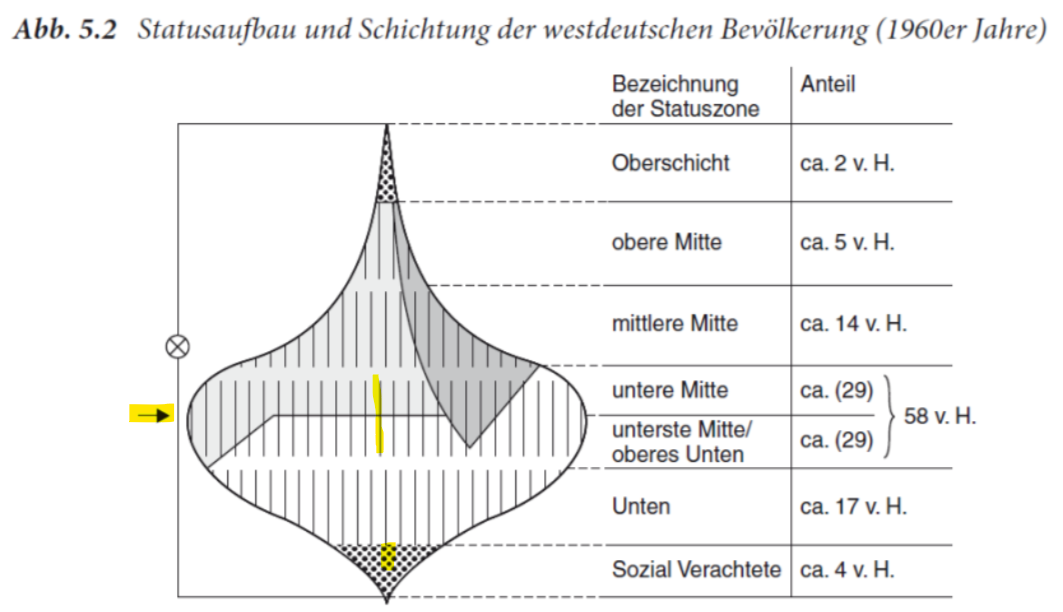 Abb. 5.2 Statusaufbau und Schichtung der westdeutschen Bevölkerung (1960er Jahre)
Bezeichnung der Statuszone
Anteil
Oberschicht
ca. 2 v. H.
obere Mitte
ca. 5 v. H.
mittlere Mitte
ca. 14 v. H.
untere Mitte
ca. (29)
unterste Mitte/
oberes Unten
ca. (29)
58 v. H.
Unten
ca. 17 v. H.
Sozial Verachtete
ca. 4 v. H.